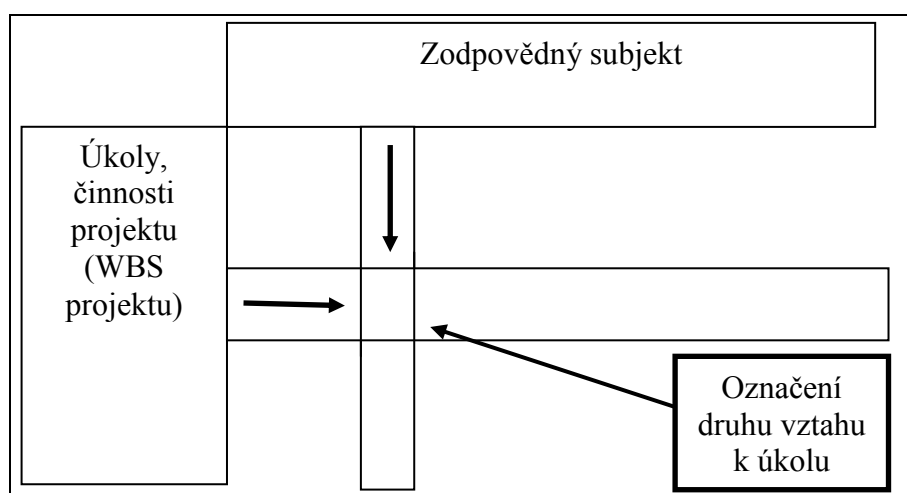 Zodpovědný subjekt
Úkoly,
činnosti
projektu
(WBS
projektu)
Označení
druhu vztahu
k úkolu